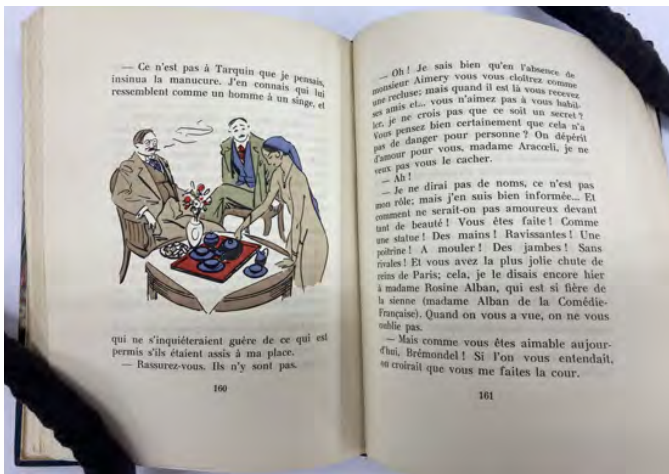 — Ce n'est pas à Tarquin que je pensais,
insinua la manucure. J'en connais qui lui
ressemblent comme un homme à un singe, et
qui ne s'inquiéteraient guère de ce qui est
permis s'ils étaient assis à ma place.
— Rassurez-vous. Ils n'y sont pas.
160
— Oh ! Je sais bien qu'en l'absence de
monsieur Aimery vous vous cloîtrez comme
une recluse; mais quand il est là vous recevez
ses amis et... vous n'aimez pas à vous habil-
ler, je ne crois pas que ce soit un secret ?
Vous pensez bien certainement que cela n'a
pas de danger pour personne ? On dépérit
d'amour pour vous, madame Aracœli, je ne
veux pas vous le cacher.
— Ah !
— Je ne dirai pas de noms, ce n'est pas
mon rôle; mais j'en suis bien informée... Et
comment ne serait-on pas amoureux devant
tant de beauté ! Vous êtes faite ! Comme
une statue ! Des mains ! Ravissantes ! Une
poitrine ! A mouler ! Des jambes ! Sans
rivales ! Et vous avez la plus jolie chute de
reins de Paris; cela, je le disais encore hier
à madame Rosine Alban, qui est si fière de
la sienne (madame Alban de la Comédie-
Française). Quand on vous a vue, on ne vous
oublie pas.
— Mais comme vous êtes aimable aujour-
d'hui, Brémondel ! Si l'on vous entendait,
on croirait que vous me faites la cour.
161